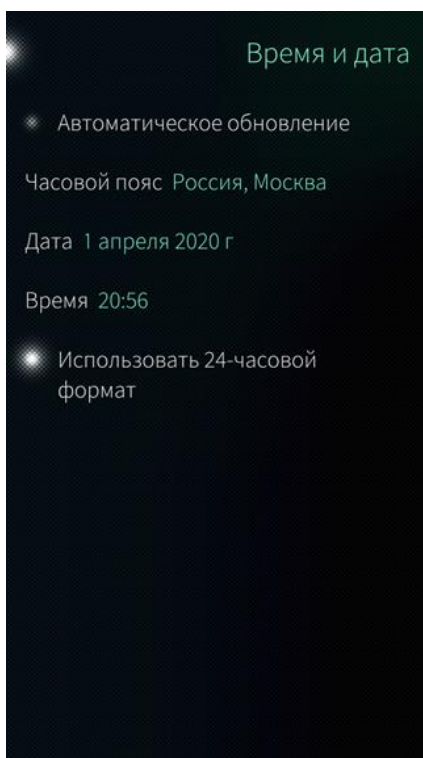 Время и дата
Автоматическое обновление
Часовой пояс Россия, Москва
Дата 1 апреля 2020 г
Время 20:56
Использовать 24-часовой
формат